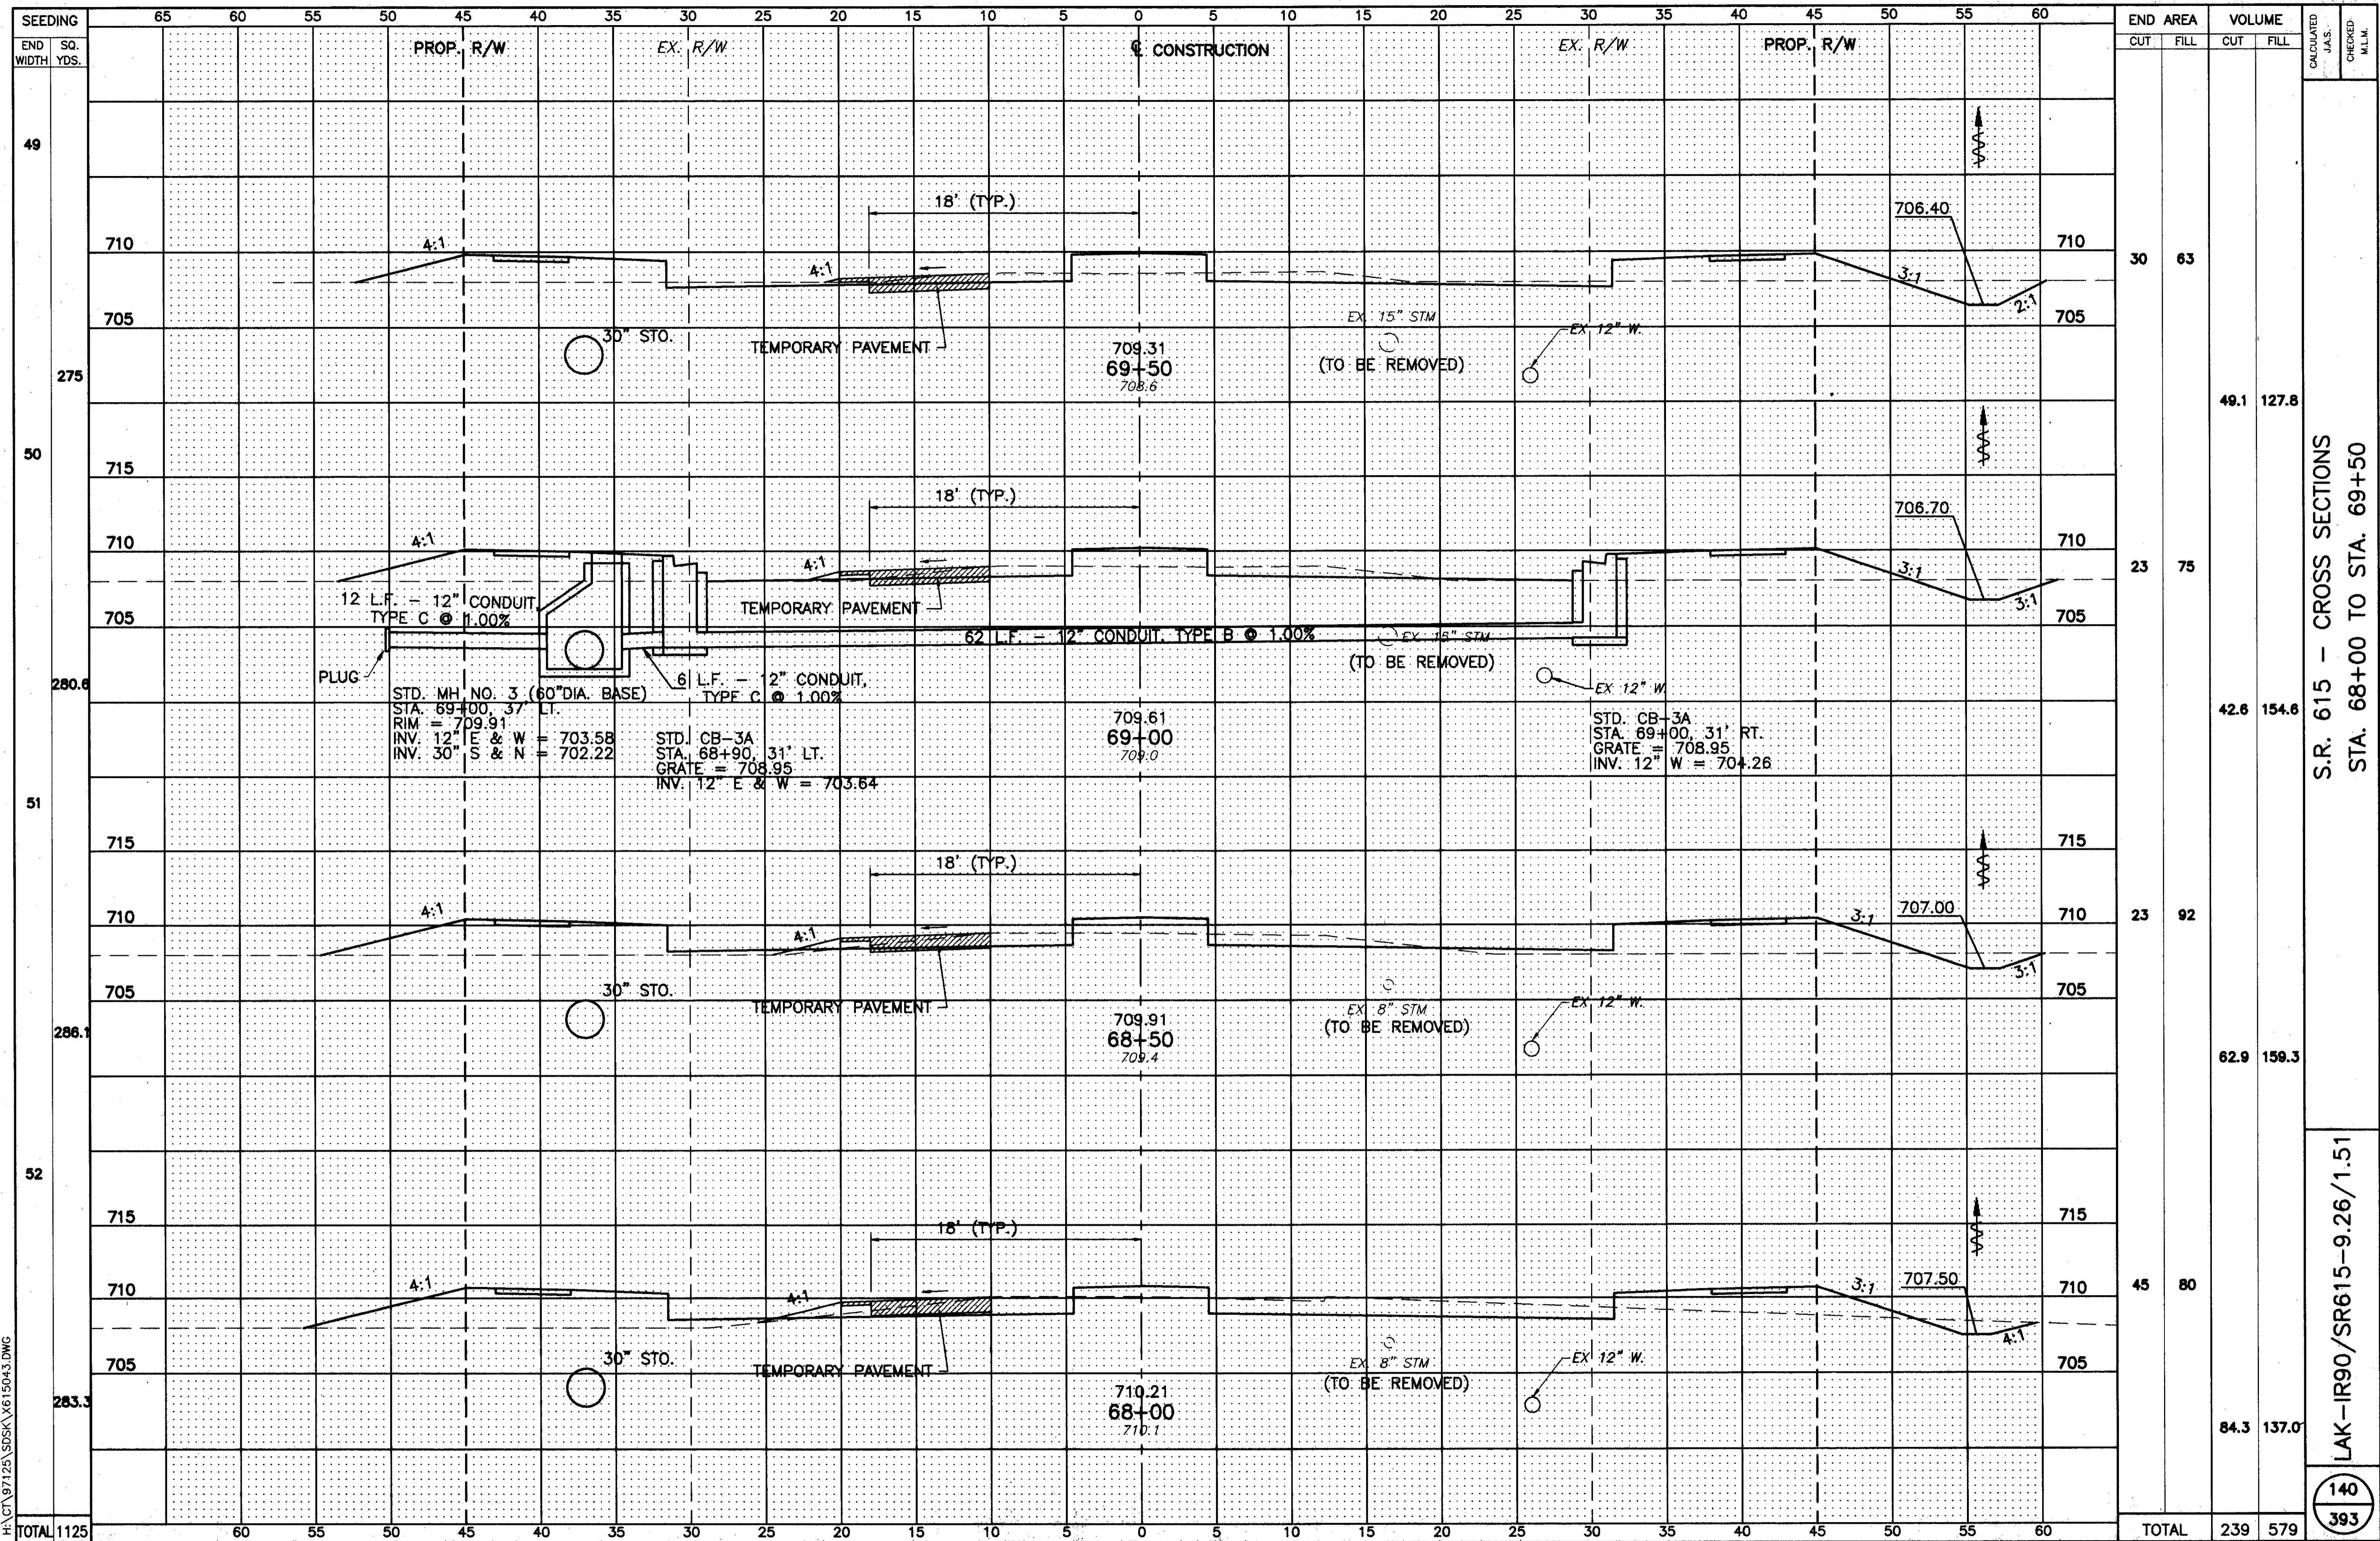 SEEDING
END WIDTH
SQ. YDS.
65 60 55 50 45 40 35 30 25 20 15 10 5 0 5 10 15 20 25 30 35 40 45 50 55 60
END AREA
VOLUME
CUT FILL CUT FILL
CALCULATED J.A.S.
CHECKED M.L.M.
PROP. R/W
EX. R/W
℄ CONSTRUCTION
EX. R/W
PROP. R/W
49
18' (TYP.)
706.40
710
4:1
4:1
3:1
2:1
710
30 63
705
30" STO.
TEMPORARY PAVEMENT
EX. 15" STM
(TO BE REMOVED)
EX 12" W.
705
709.31
69+50
708.6
275
49.1 127.8
50
715
715
18' (TYP.)
706.70
710
4:1
4:1
3:1
3:1
710
23 75
12 L.F. - 12" CONDUIT,
TYPE C @ 1.00%
TEMPORARY PAVEMENT
705
705
62 L.F. - 12" CONDUIT, TYPE B @ 1.00%
EX. 15" STM
(TO BE REMOVED)
PLUG
6 L.F. - 12" CONDUIT,
TYPE C @ 1.00%
EX 12" W.
280.6
STD. MH NO. 3 (60"DIA. BASE)
STA. 69+00, 37' LT.
RIM = 709.91
INV. 12" E & W = 703.58
INV. 30" S & N = 702.22
STD. CB-3A
STA. 68+90, 31' LT.
GRATE = 708.95
INV. 12" E & W = 703.64
709.61
69+00
709.0
STD. CB-3A
STA. 69+00, 31' RT.
GRATE = 708.95
INV. 12" W = 704.26
42.6 154.6
51
715
715
18' (TYP.)
707.00
710
4:1
4:1
3:1
3:1
710
23 92
705
30" STO.
TEMPORARY PAVEMENT
EX. 8" STM
(TO BE REMOVED)
EX 12" W.
705
709.91
68+50
709.4
286.1
62.9 159.3
52
715
715
18' (TYP.)
707.50
710
4:1
4:1
3:1
4:1
710
45 80
705
30" STO.
TEMPORARY PAVEMENT
EX. 8" STM
(TO BE REMOVED)
EX 12" W.
705
710.21
68+00
710.1
283.3
84.3 137.0
TOTAL 1125
60 55 50 45 40 35 30 25 20 15 10 5 0 5 10 15 20 25 30 35 40 45 50 55 60
TOTAL 239 579
S.R. 615 - CROSS SECTIONS
STA. 68+00 TO STA. 69+50
LAK-IR90/SR615-9.26/1.51
140
393
H:\CT\97125\SDSK\X615043.DWG